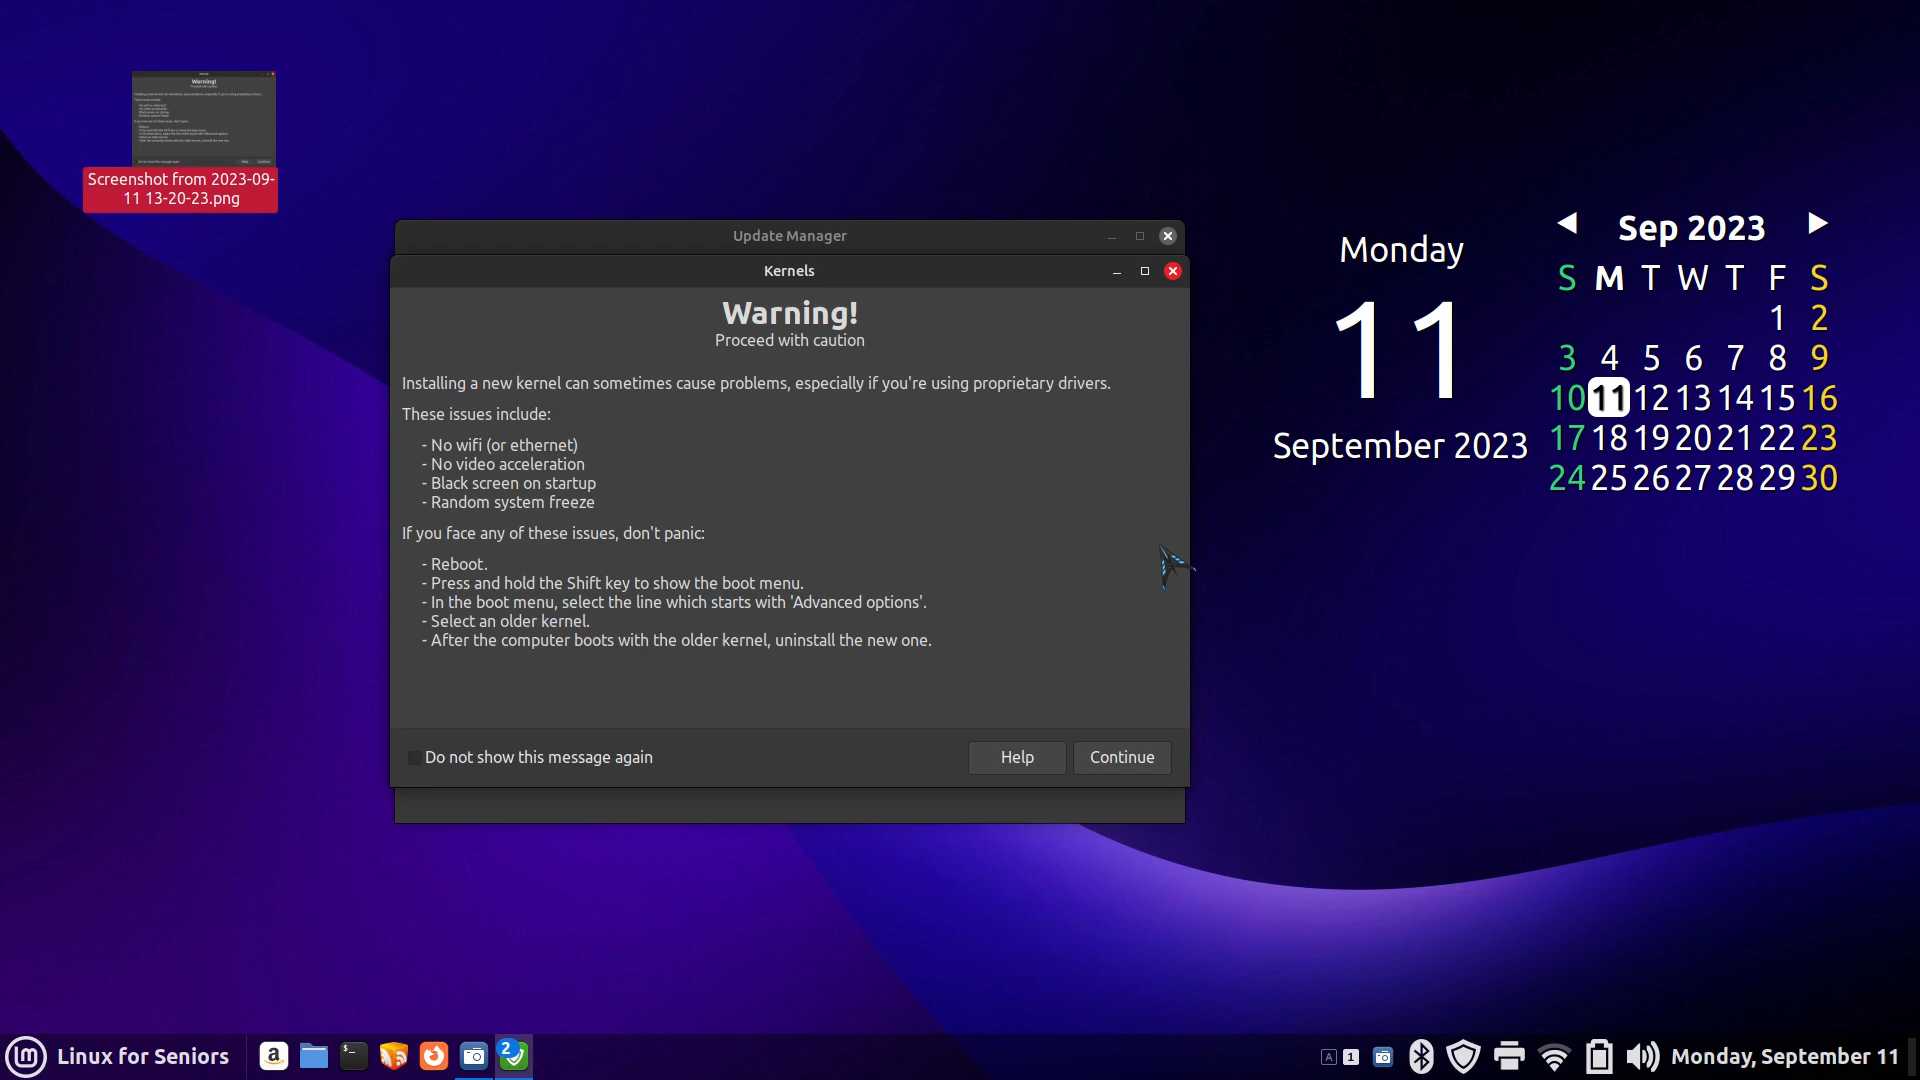 Screenshot from 2023-09-
11 13-20-23.png
Update Manager
Kernels
Warning!
Proceed with caution
Installing a new kernel can sometimes cause problems, especially if you're using proprietary drivers.
These issues include:
- No wifi (or ethernet)
- No video acceleration
- Black screen on startup
- Random system freeze
If you face any of these issues, don't panic:
- Reboot.
- Press and hold the Shift key to show the boot menu.
- In the boot menu, select the line which starts with 'Advanced options'.
- Select an older kernel.
- After the computer boots with the older kernel, uninstall the new one.
Do not show this message again
Help
Continue
Monday
11
September 2023
Sep 2023
S M T W T F S
1 2
3 4 5 6 7 8 9
10 11 12 13 14 15 16
17 18 19 20 21 22 23
24 25 26 27 28 29 30
Linux for Seniors
a
$_
2
A
1
Monday, September 11